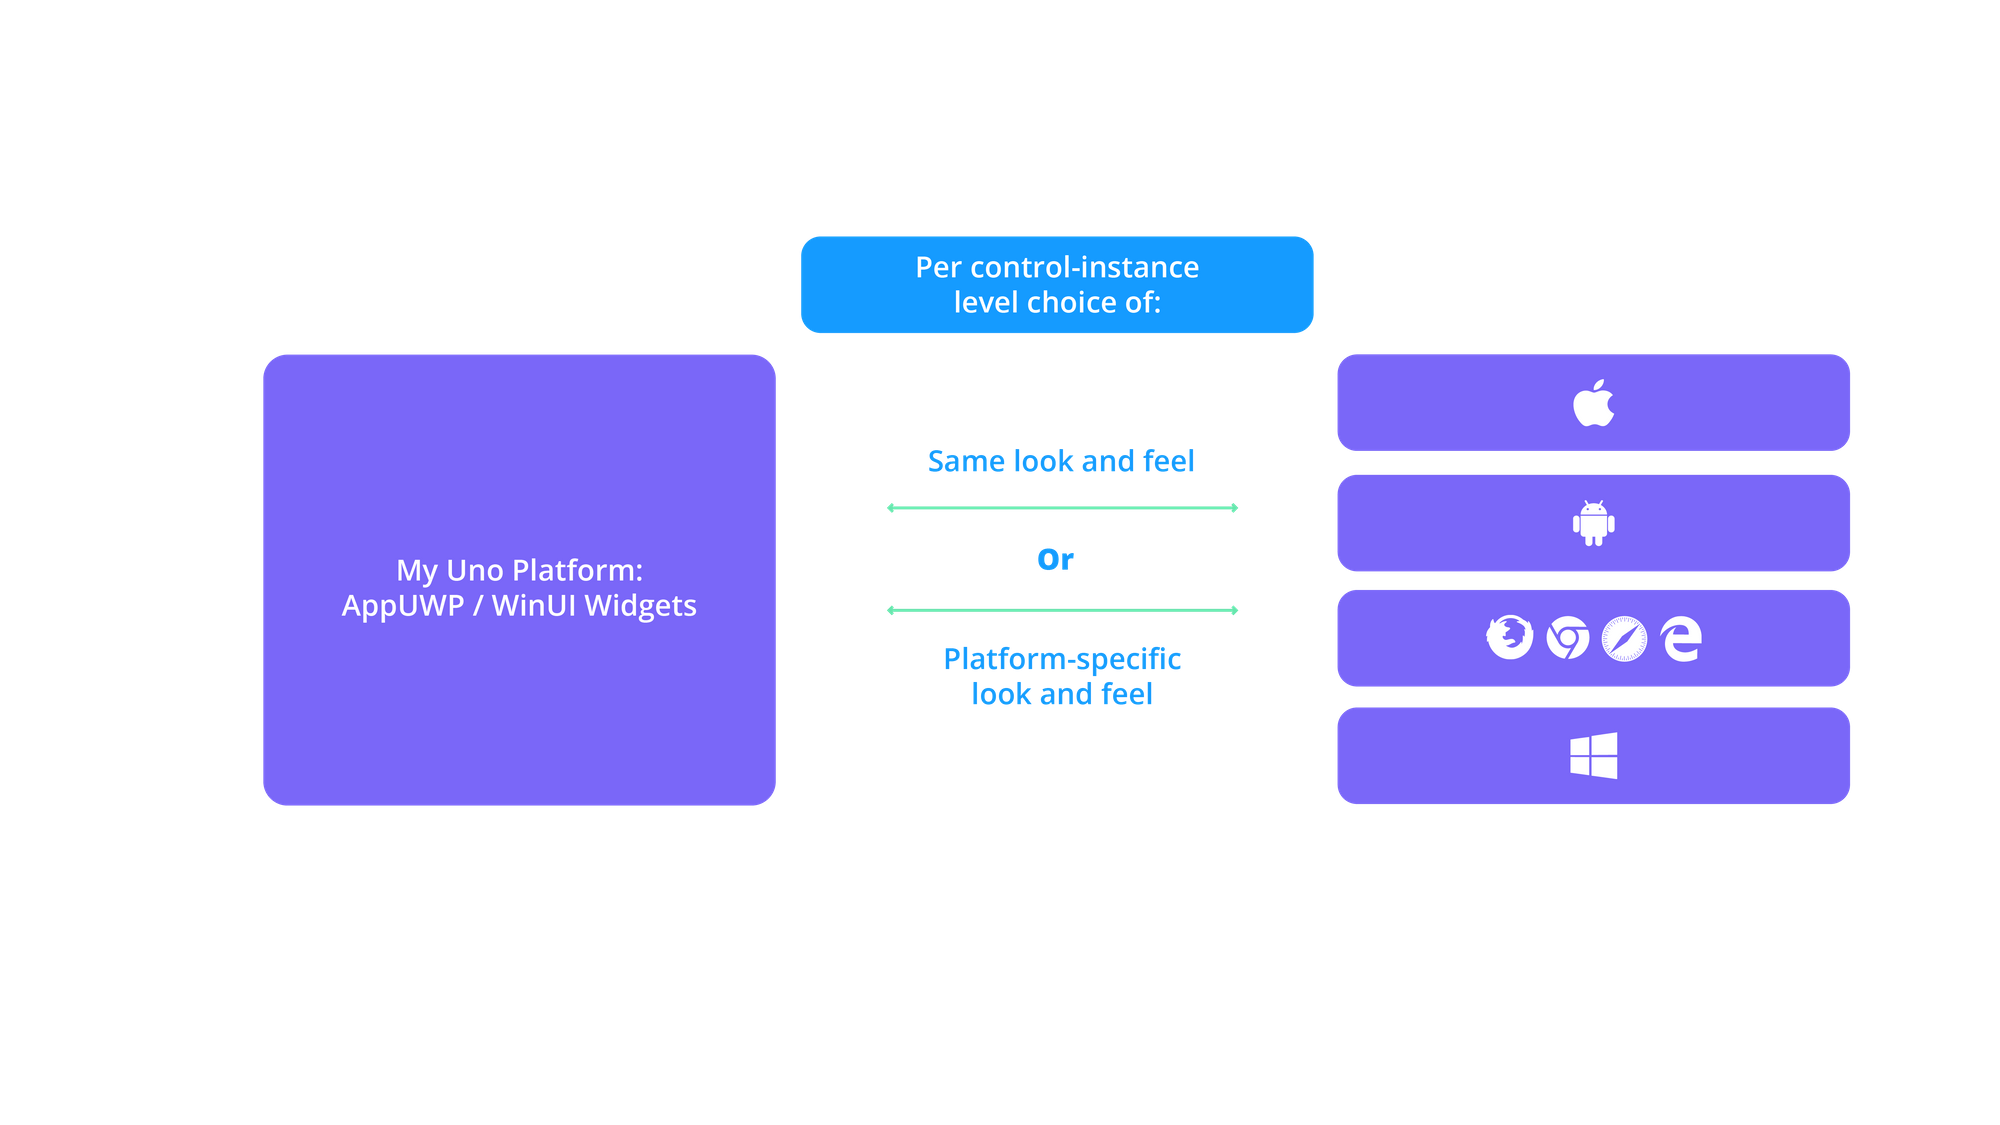 Per control-instance
level choice of:
My Uno Platform:
AppUWP / WinUI Widgets
Same look and feel
Or
Platform-specific
look and feel